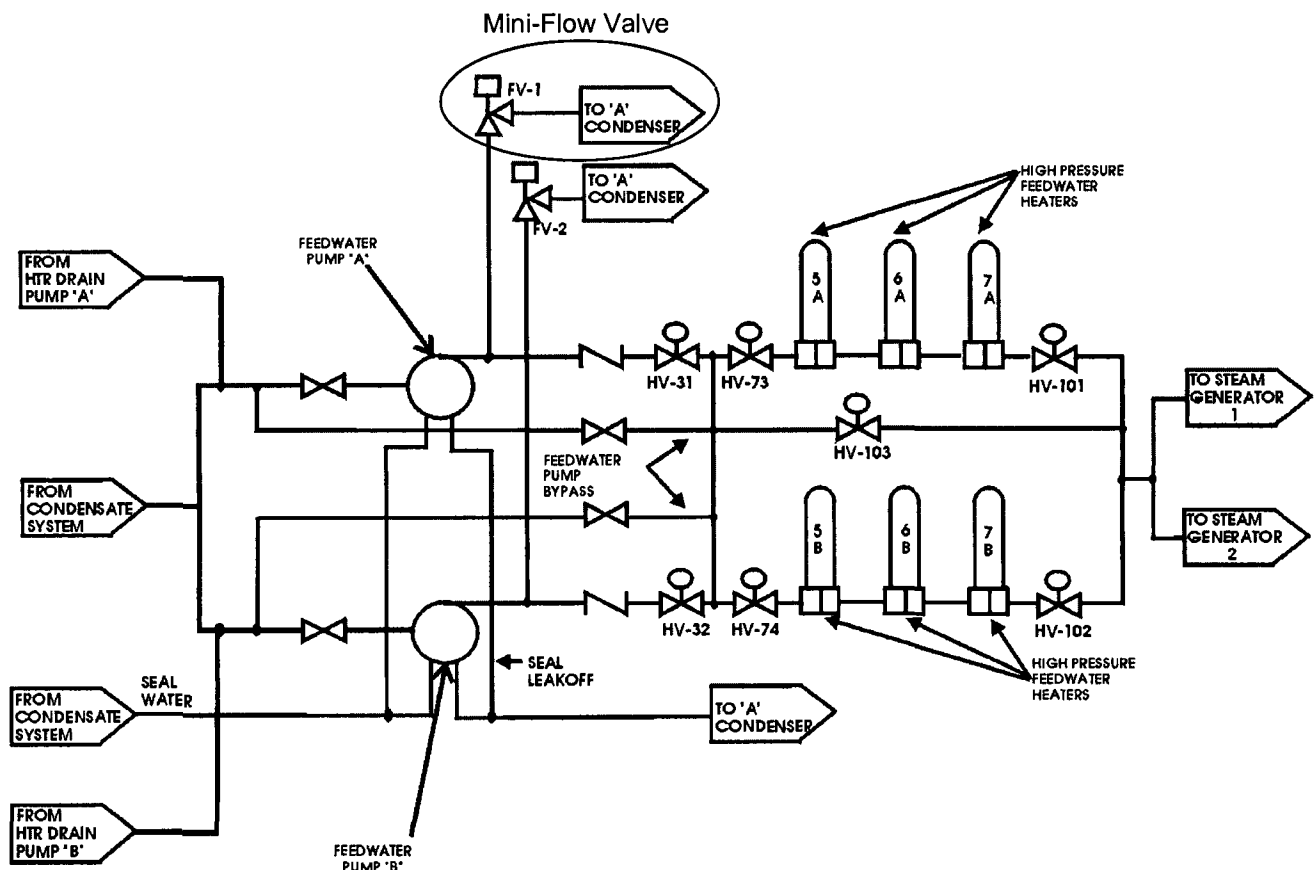 Mini-Flow Valve
FV-1
TO 'A'
CONDENSER
TO 'A'
CONDENSER
FV-2
HIGH PRESSURE
FEEDWATER
HEATERS
FEEDWATER
PUMP 'A'
FROM
HTR DRAIN
PUMP 'A'
5
A
6
A
7
A
HV-31
HV-73
HV-101
TO STEAM
GENERATOR
1
HV-103
FEEDWATER
PUMP
BYPASS
FROM
CONDENSATE
SYSTEM
5
B
6
B
7
B
TO STEAM
GENERATOR
2
HV-32
HV-74
HV-102
SEAL
LEAKOFF
HIGH PRESSURE
FEEDWATER
HEATERS
SEAL
WATER
FROM
CONDENSATE
SYSTEM
TO 'A'
CONDENSER
FROM
HTR DRAIN
PUMP 'B'
FEEDWATER
PUMP 'B'